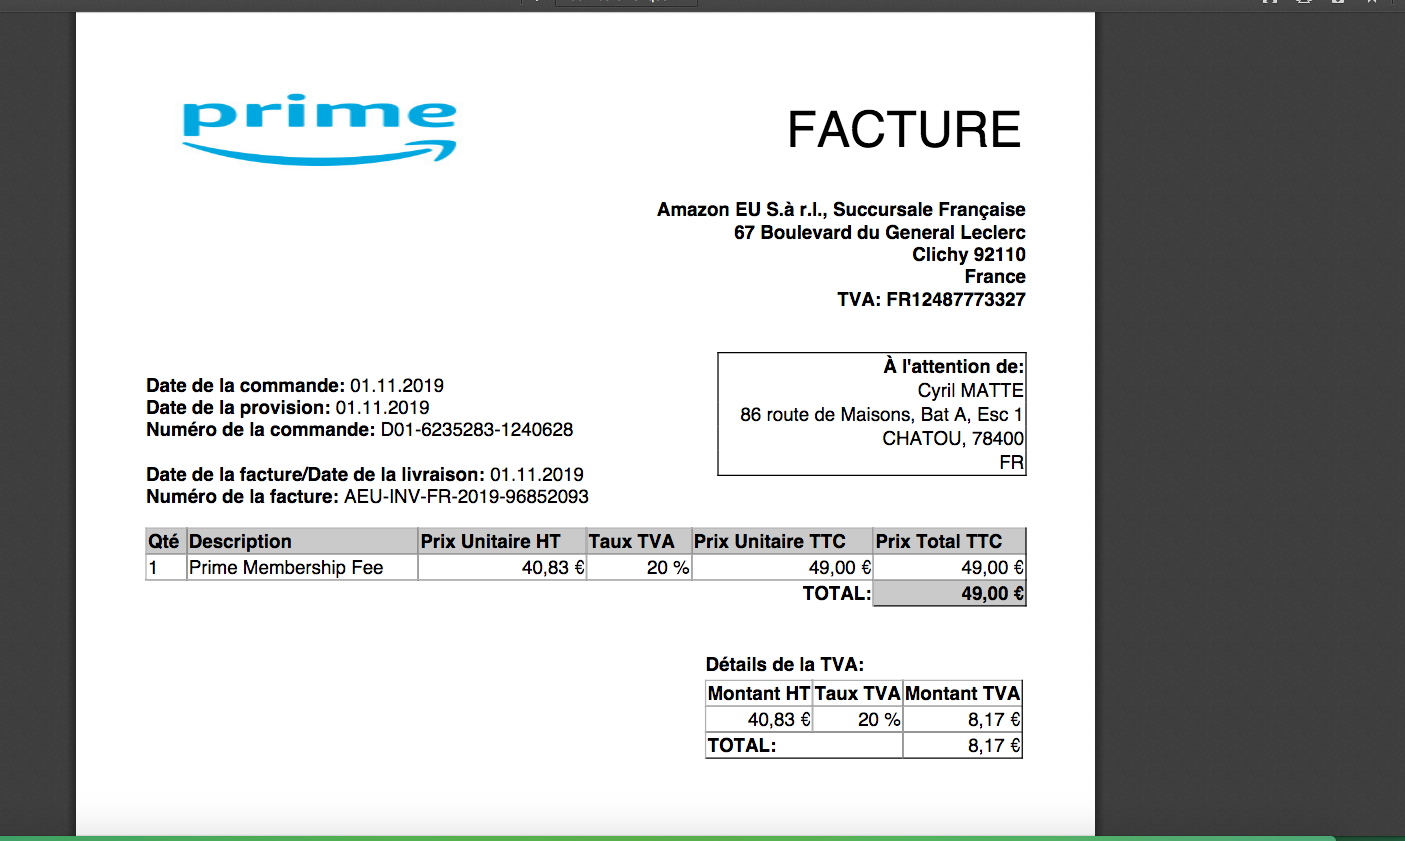 prime
FACTURE
Amazon EU S.à r.l., Succursale Française
67 Boulevard du General Leclerc
Clichy 92110
France
TVA: FR12487773327
À l'attention de:
Cyril MATTE
86 route de Maisons, Bat A, Esc 1
CHATOU, 78400
FR
Date de la commande: 01.11.2019
Date de la provision: 01.11.2019
Numéro de la commande: D01-6235283-1240628
Date de la facture/Date de la livraison: 01.11.2019
Numéro de la facture: AEU-INV-FR-2019-96852093
Qté Description Prix Unitaire HT Taux TVA Prix Unitaire TTC Prix Total TTC
1 Prime Membership Fee 40,83 € 20 % 49,00 € 49,00 €
TOTAL: 49,00 €
Détails de la TVA:
Montant HT Taux TVA Montant TVA
40,83 € 20 % 8,17 €
TOTAL: 8,17 €